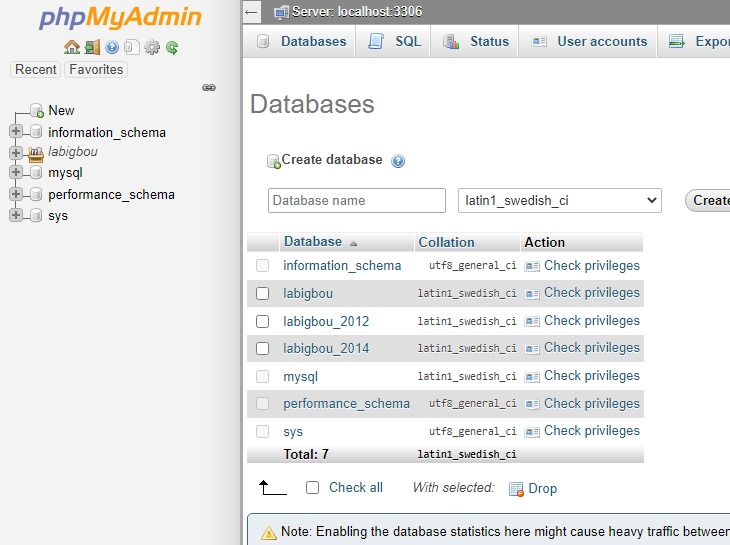 phpMyAdmin
Recent Favorites
New
information_schema
labigbou
mysql
performance_schema
sys
Server: localhost:3306
Databases SQL Status User accounts Expo
Databases
Create database
Database name latin1_swedish_ci Create
Database Collation Action
information_schema utf8_general_ci Check privileges
labigbou latin1_swedish_ci Check privileges
labigbou_2012 latin1_swedish_ci Check privileges
labigbou_2014 latin1_swedish_ci Check privileges
mysql latin1_swedish_ci Check privileges
performance_schema utf8_general_ci Check privileges
sys utf8_general_ci Check privileges
Total: 7 latin1_swedish_ci
Check all With selected: Drop
Note: Enabling the database statistics here might cause heavy traffic between